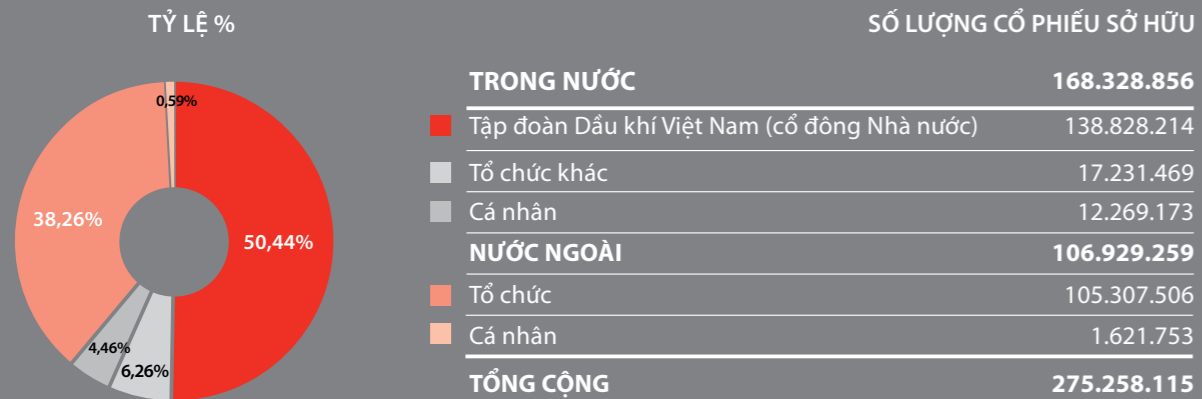 TỶ LỆ %
0,59%
38,26%
50,44%
4,46%
6,26%
SỐ LƯỢNG CỔ PHIẾU SỞ HỮU
TRONG NƯỚC 168.328.856
Tập đoàn Dầu khí Việt Nam (cổ đông Nhà nước) 138.828.214
Tổ chức khác 17.231.469
Cá nhân 12.269.173
NƯỚC NGOÀI 106.929.259
Tổ chức 105.307.506
Cá nhân 1.621.753
TỔNG CỘNG 275.258.115